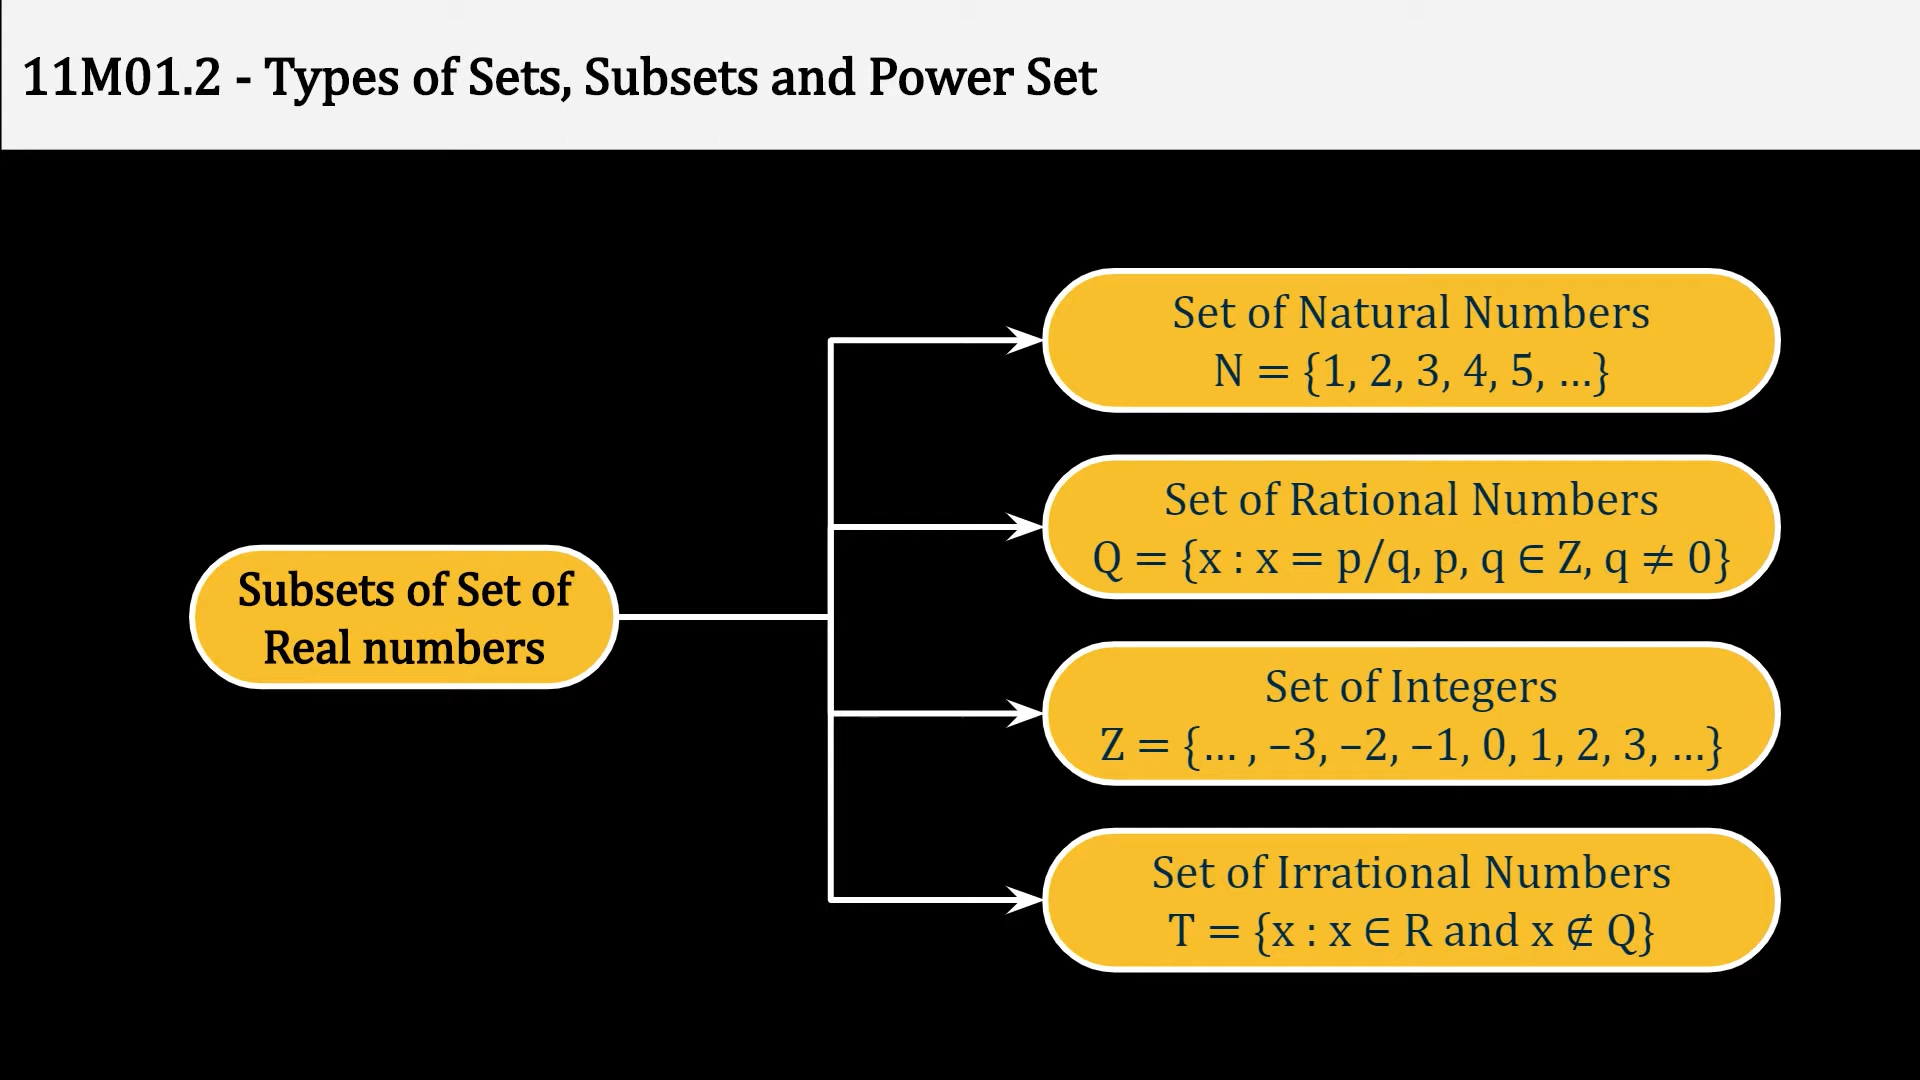 11M01.2 - Types of Sets, Subsets and Power Set
Subsets of Set of
Real numbers
Set of Natural Numbers
N = {1, 2, 3, 4, 5, ...}
Set of Rational Numbers
Q = {x : x = p/q, p, q ∈ Z, q ≠ 0}
Set of Integers
Z = {... , –3, –2, –1, 0, 1, 2, 3, ...}
Set of Irrational Numbers
T = {x : x ∈ R and x ∉ Q}